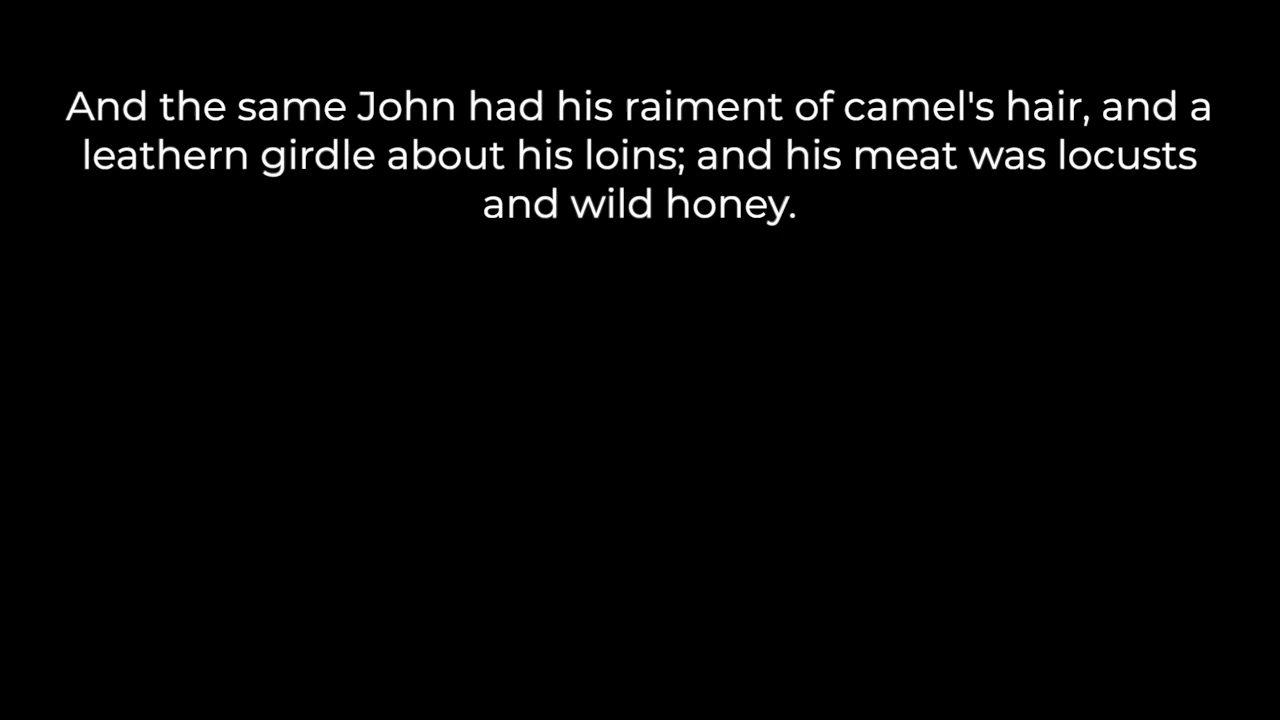 And the same John had his raiment of camel's hair, and a
leathern girdle about his loins; and his meat was locusts
and wild honey.